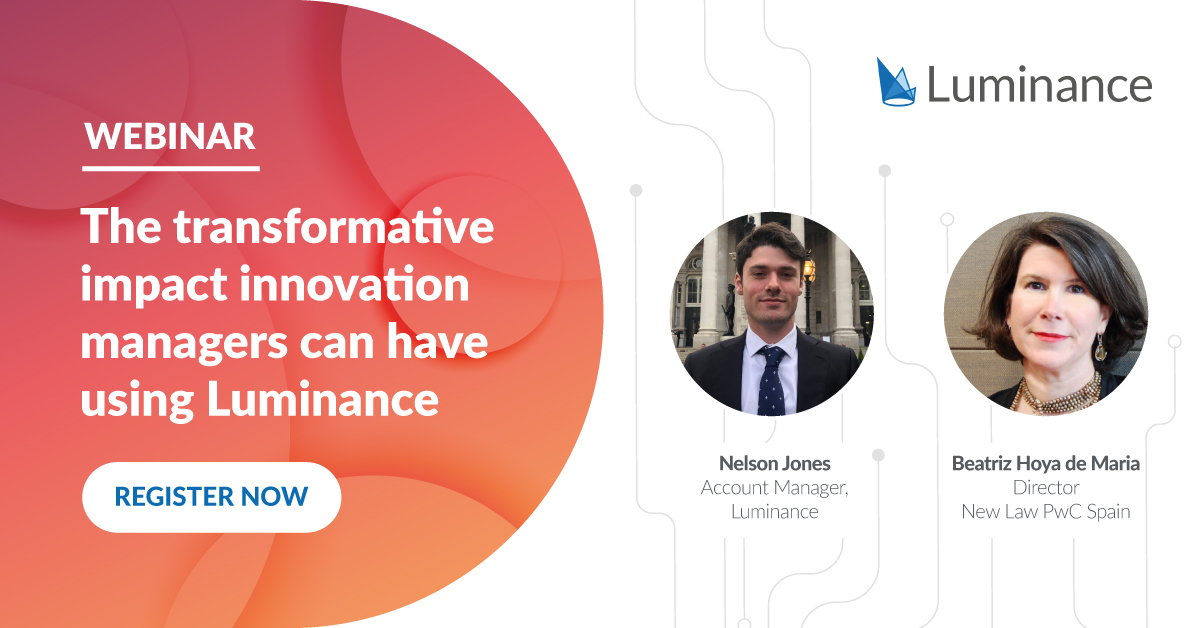 WEBINAR
The transformative
impact innovation
managers can have
using Luminance
REGISTER NOW
Luminance
Nelson Jones
Account Manager,
Luminance
Beatriz Hoya de Maria
Director
New Law PwC Spain